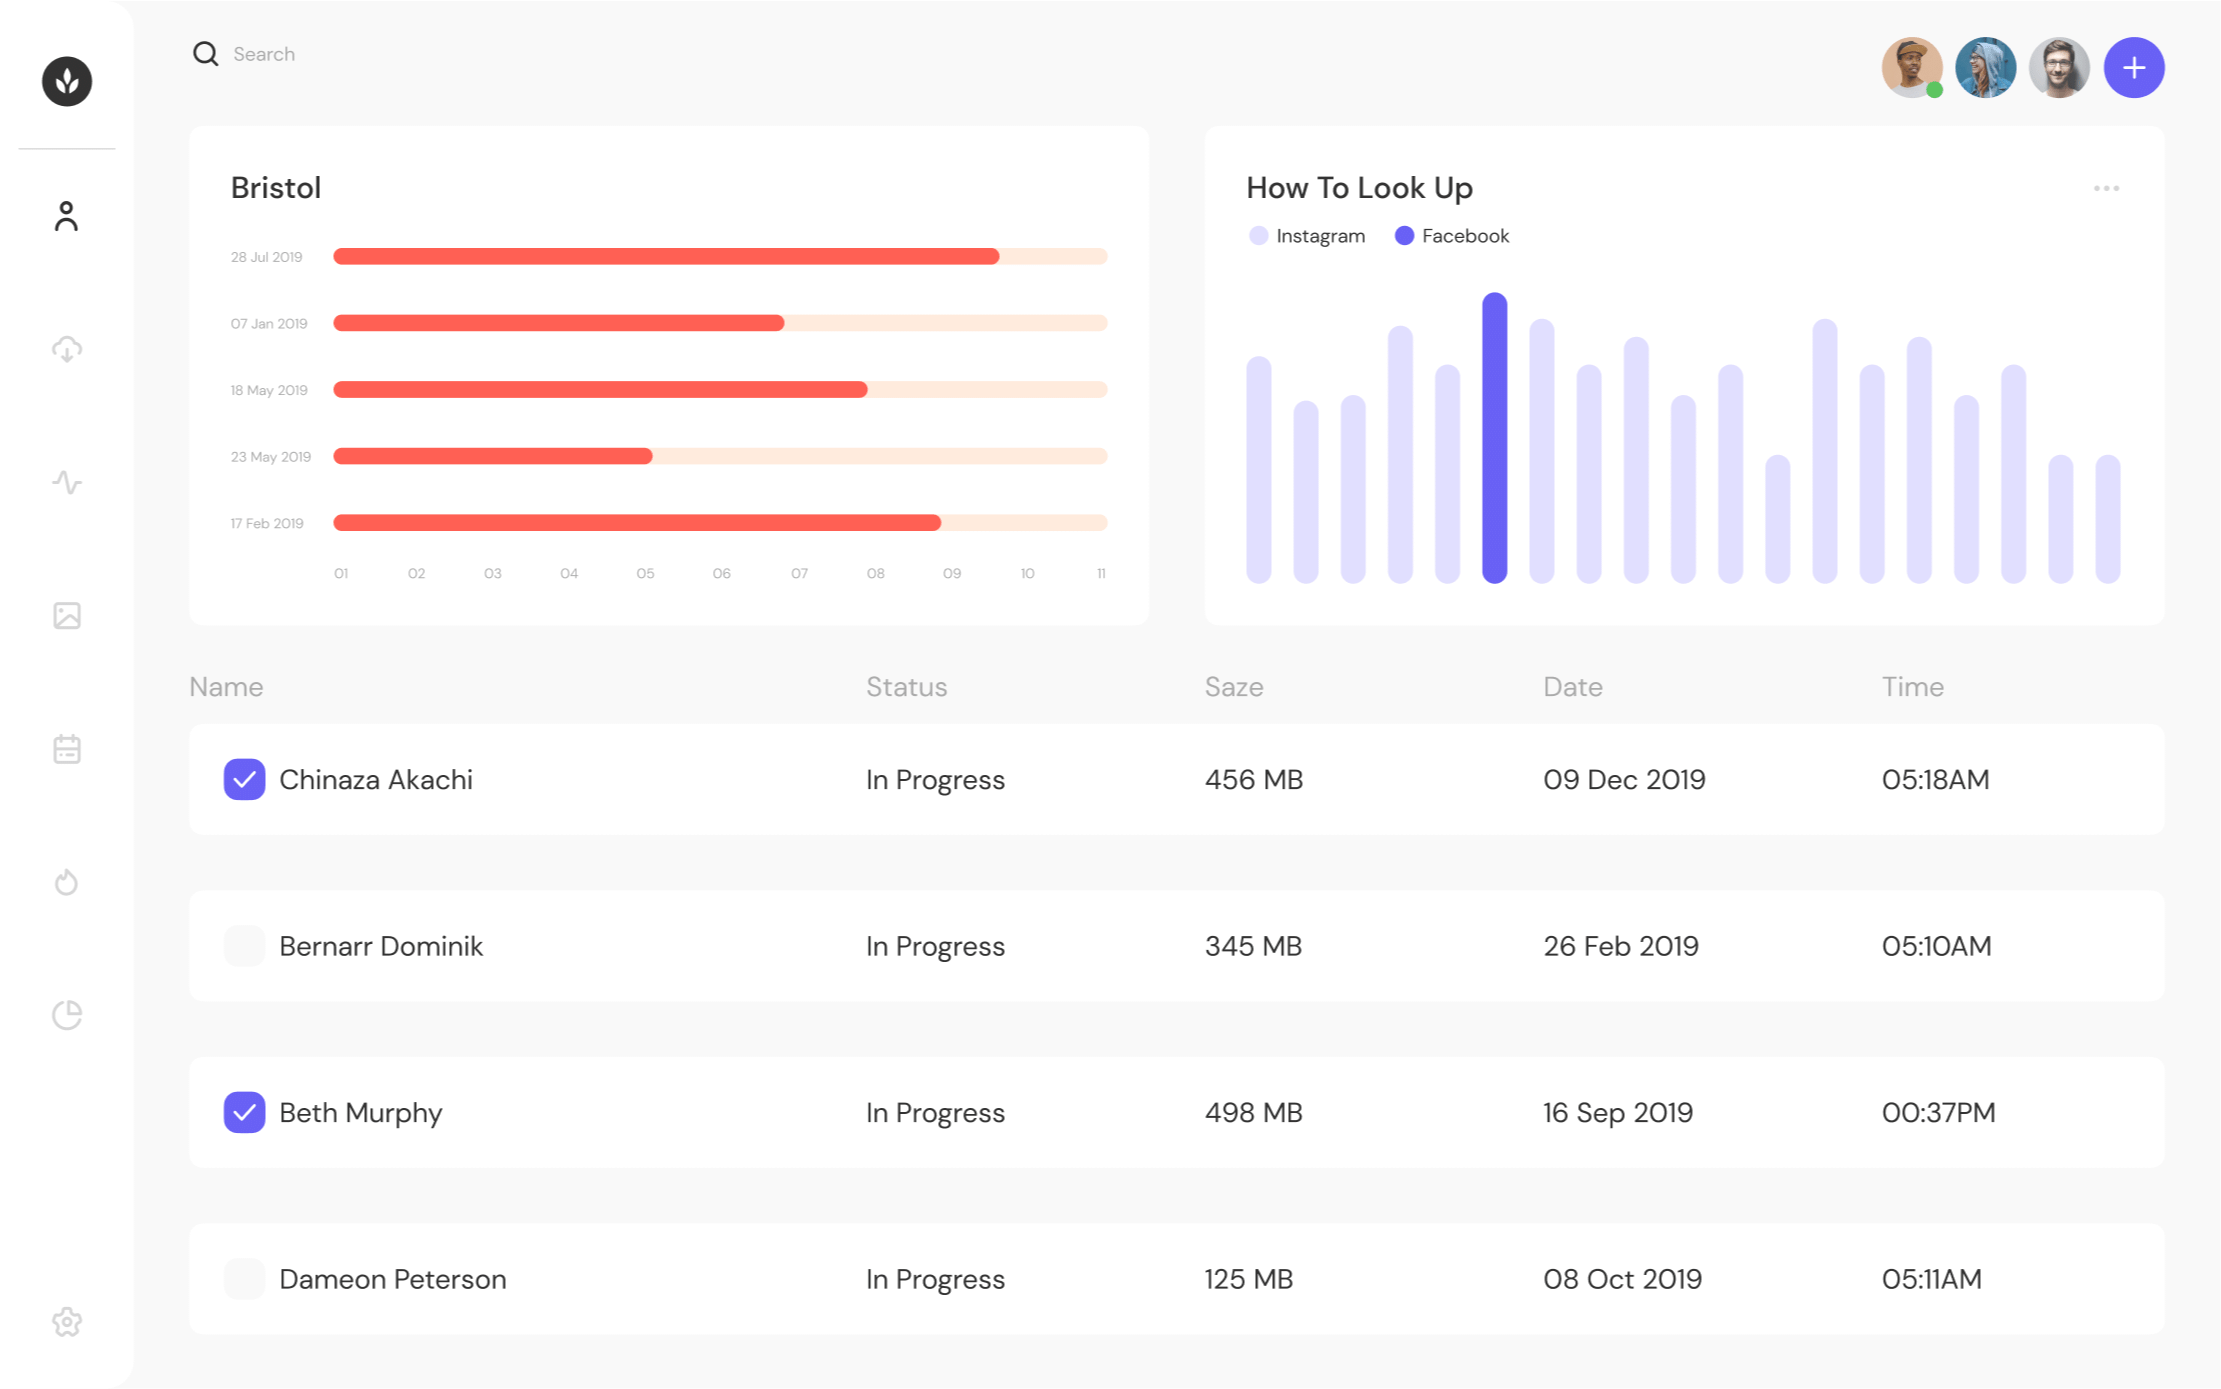 Search
Bristol
28 Jul 2019
07 Jan 2019
18 May 2019
23 May 2019
17 Feb 2019
01 02 03 04 05 06 07 08 09 10 11
How To Look Up
Instagram Facebook
Name Status Saze Date Time
Chinaza Akachi In Progress 456 MB 09 Dec 2019 05:18AM
Bernarr Dominik In Progress 345 MB 26 Feb 2019 05:10AM
Beth Murphy In Progress 498 MB 16 Sep 2019 00:37PM
Dameon Peterson In Progress 125 MB 08 Oct 2019 05:11AM